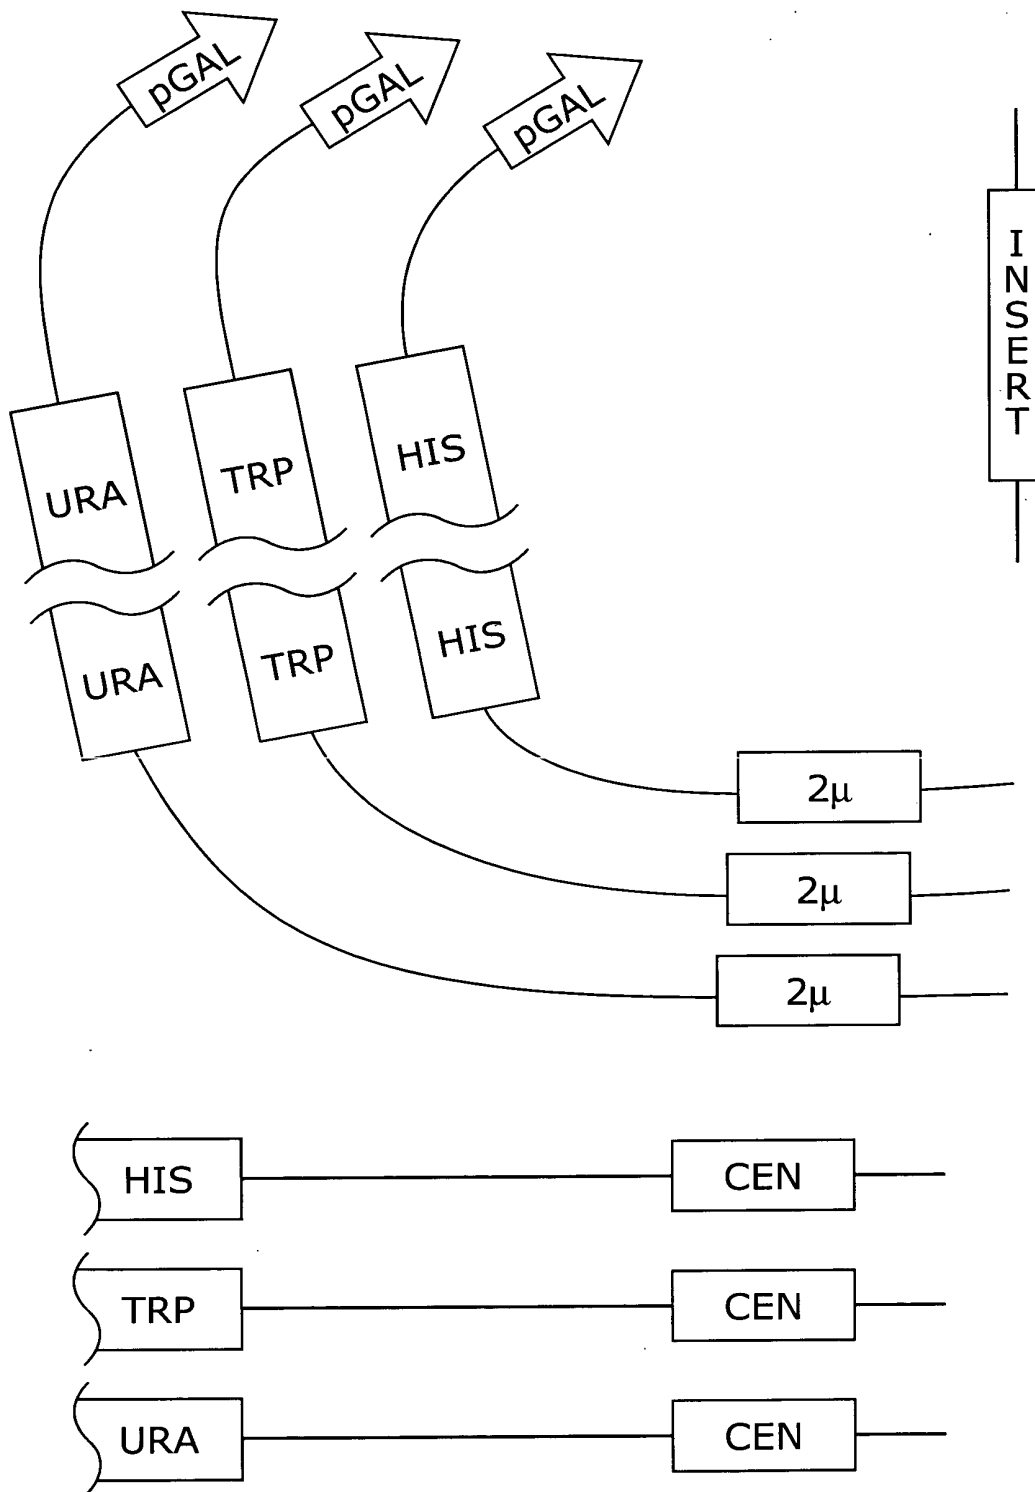 pGAL
pGAL
pGAL
INSERT
URA
TRP
HIS
URA
TRP
HIS
2μ
2μ
2μ
HIS
CEN
TRP
CEN
URA
CEN